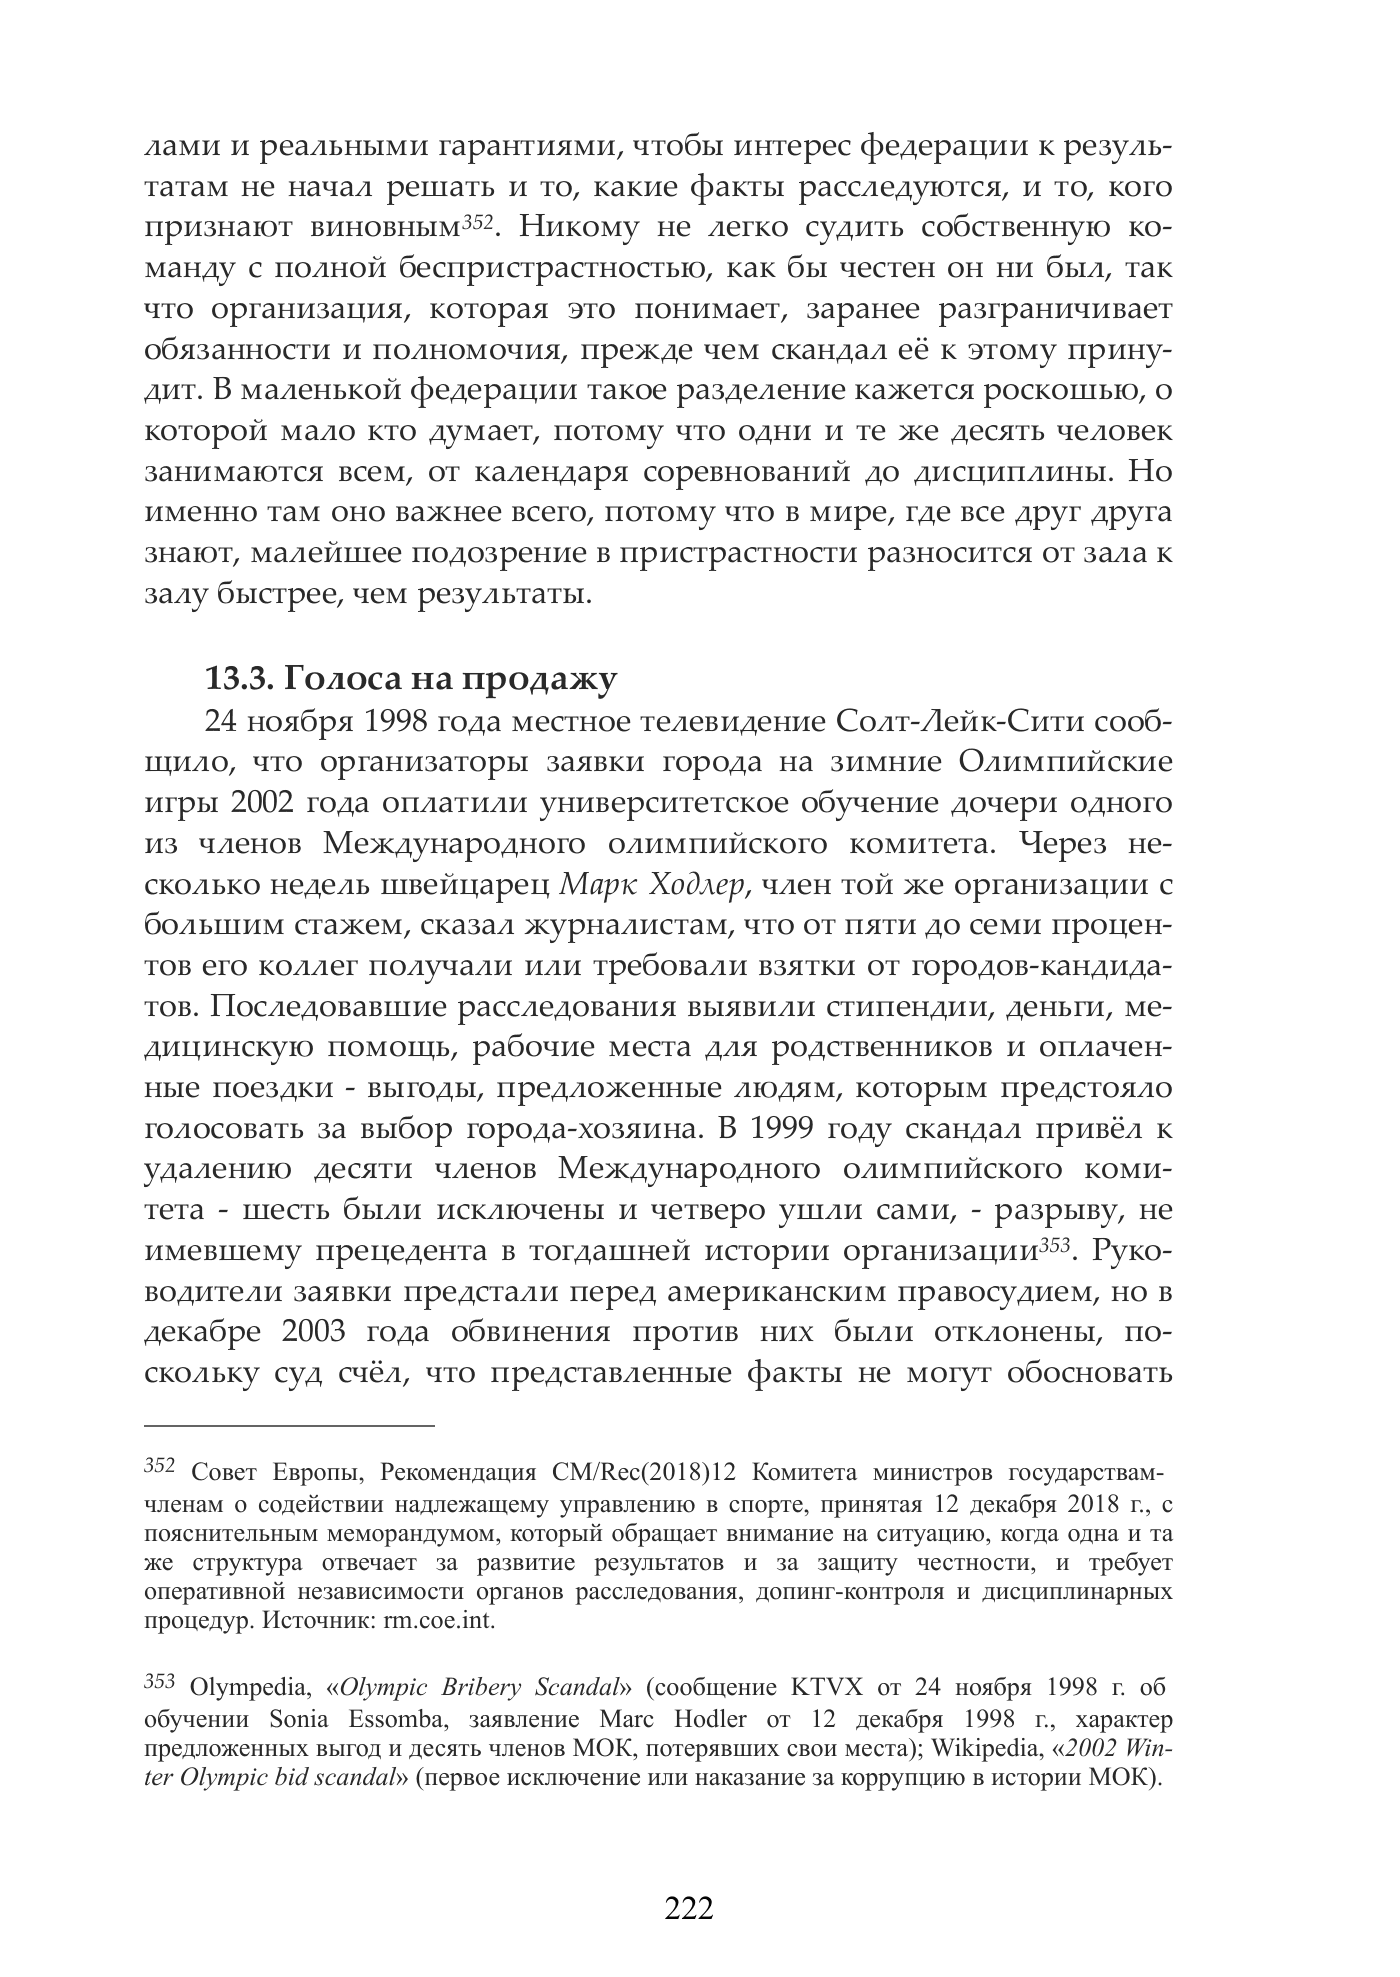 лами и реальными гарантиями, чтобы интерес федерации к резуль-
татам не начал решать и то, какие факты расследуются, и то, кого
признают виновным352. Никому не легко судить собственную ко-
манду с полной беспристрастностью, как бы честен он ни был, так
что организация, которая это понимает, заранее разграничивает
обязанности и полномочия, прежде чем скандал её к этому прину-
дит. В маленькой федерации такое разделение кажется роскошью, о
которой мало кто думает, потому что одни и те же десять человек
занимаются всем, от календаря соревнований до дисциплины. Но
именно там оно важнее всего, потому что в мире, где все друг друга
знают, малейшее подозрение в пристрастности разносится от зала к
залу быстрее, чем результаты.
13.3. Голоса на продажу
24 ноября 1998 года местное телевидение Солт-Лейк-Сити сооб-
щило, что организаторы заявки города на зимние Олимпийские
игры 2002 года оплатили университетское обучение дочери одного
из членов Международного олимпийского комитета. Через не-
сколько недель швейцарец Марк Ходлер, член той же организации с
большим стажем, сказал журналистам, что от пяти до семи процен-
тов его коллег получали или требовали взятки от городов-кандида-
тов. Последовавшие расследования выявили стипендии, деньги, ме-
дицинскую помощь, рабочие места для родственников и оплачен-
ные поездки - выгоды, предложенные людям, которым предстояло
голосовать за выбор города-хозяина. В 1999 году скандал привёл к
удалению десяти членов Международного олимпийского коми-
тета - шесть были исключены и четверо ушли сами, - разрыву, не
имевшему прецедента в тогдашней истории организации353. Руко-
водители заявки предстали перед американским правосудием, но в
декабре 2003 года обвинения против них были отклонены, по-
скольку суд счёл, что представленные факты не могут обосновать
352 Совет Европы, Рекомендация CM/Rec(2018)12 Комитета министров государствам-
членам о содействии надлежащему управлению в спорте, принятая 12 декабря 2018 г., с
пояснительным меморандумом, который обращает внимание на ситуацию, когда одна и та
же структура отвечает за развитие результатов и за защиту честности, и требует
оперативной независимости органов расследования, допинг-контроля и дисциплинарных
процедур. Источник: rm.coe.int.
353 Olympedia, «Olympic Bribery Scandal» (сообщение KTVX от 24 ноября 1998 г. об
обучении Sonia Essomba, заявление Marc Hodler от 12 декабря 1998 г., характер
предложенных выгод и десять членов МОК, потерявших свои места); Wikipedia, «2002 Win-
ter Olympic bid scandal» (первое исключение или наказание за коррупцию в истории МОК).
222